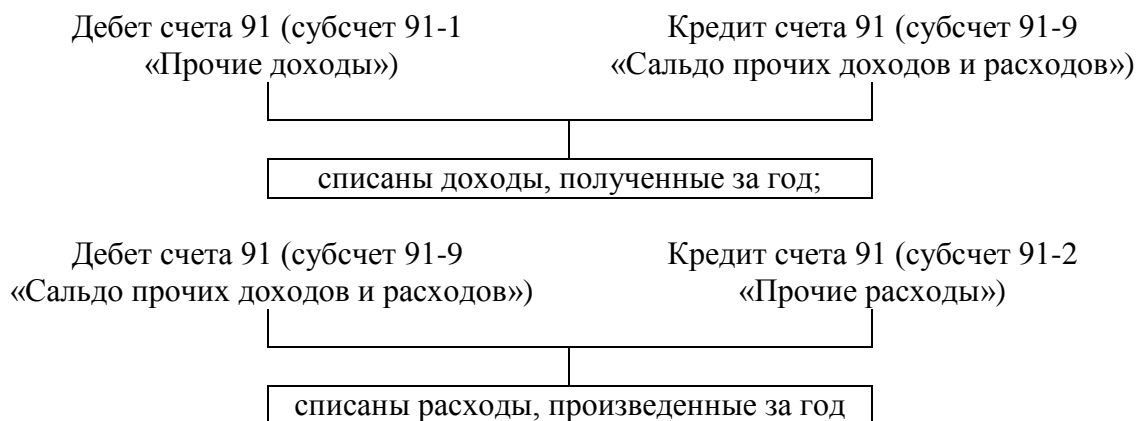 Дебет счета 91 (субсчет 91-1
«Прочие доходы»)
Кредит счета 91 (субсчет 91-9
«Сальдо прочих доходов и расходов»)
списаны доходы, полученные за год;
Дебет счета 91 (субсчет 91-9
«Сальдо прочих доходов и расходов»)
Кредит счета 91 (субсчет 91-2
«Прочие расходы»)
списаны расходы, произведенные за год